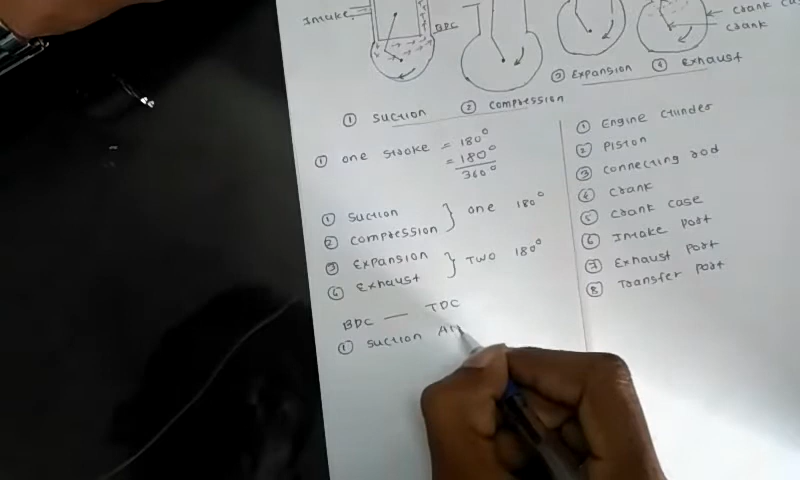 Intake
BDC
crank ca
crank
① Suction ② Compression ③ Expansion ④ Exhaust
① One stroke = 180°
= 180°
360°
① Suction
② Compression } one 180°
③ Expansion
④ Exhaust } Two 180°
BDC — TDC
① Suction An
① Engine Cylinder
② Piston
③ Connecting rod
④ Crank
⑤ Crank case
⑥ Intake port
⑦ Exhaust port
⑧ Transfer port